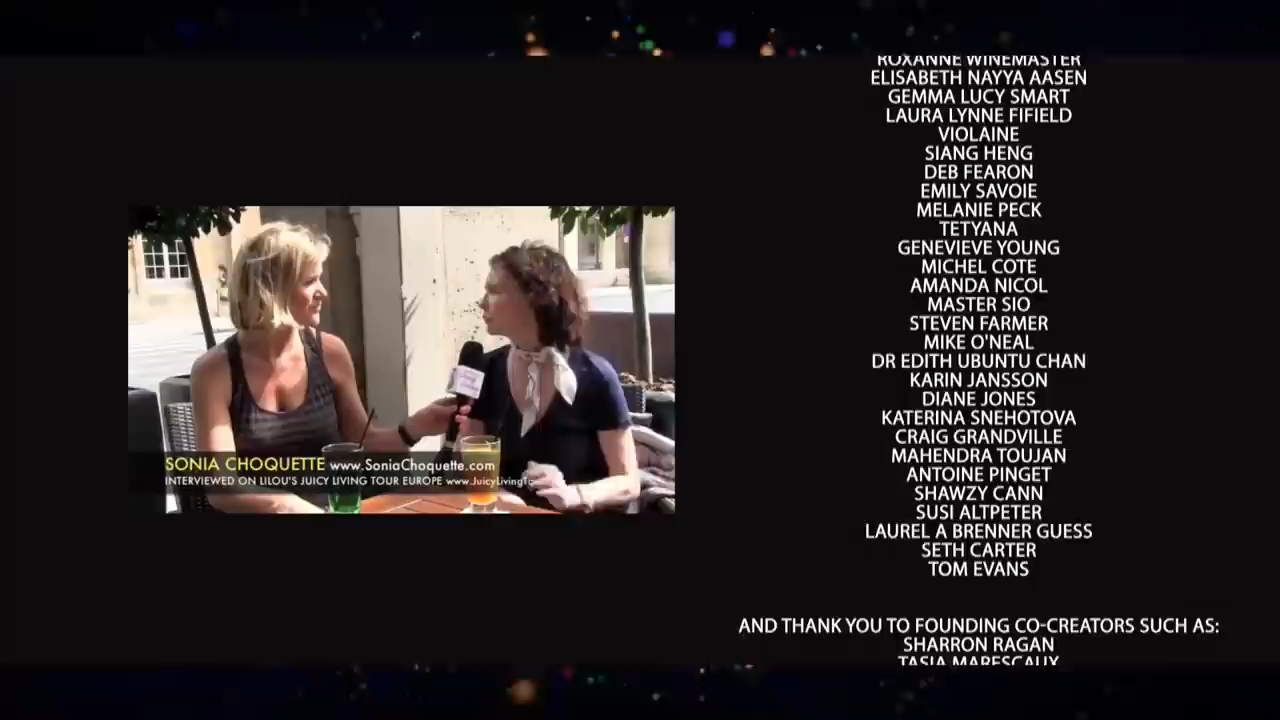 SONIA CHOQUETTE www.SoniaChoquette.com
INTERVIEWED ON LILOU'S JUICY LIVING TOUR EUROPE
ROXANNE WINEMASTER
ELISABETH NAYYA AASEN
GEMMA LUCY SMART
LAURA LYNNE FIFIELD
VIOLAINE
SIANG HENG
DEB FEARON
EMILY SAVOIE
MELANIE PECK
TETYANA
GENEVIEVE YOUNG
MICHEL COTE
AMANDA NICOL
MASTER SIO
STEVEN FARMER
MIKE O'NEAL
DR EDITH UBUNTU CHAN
KARIN JANSSON
DIANE JONES
KATERINA SNEHOTOVA
CRAIG GRANDVILLE
MAHENDRA TOUJAN
ANTOINE PINGET
SHAWZY CANN
SUSI ALTPETER
LAUREL A BRENNER GUESS
SETH CARTER
TOM EVANS
AND THANK YOU TO FOUNDING CO-CREATORS SUCH AS:
SHARRON RAGAN
TASIA MARESCAUX